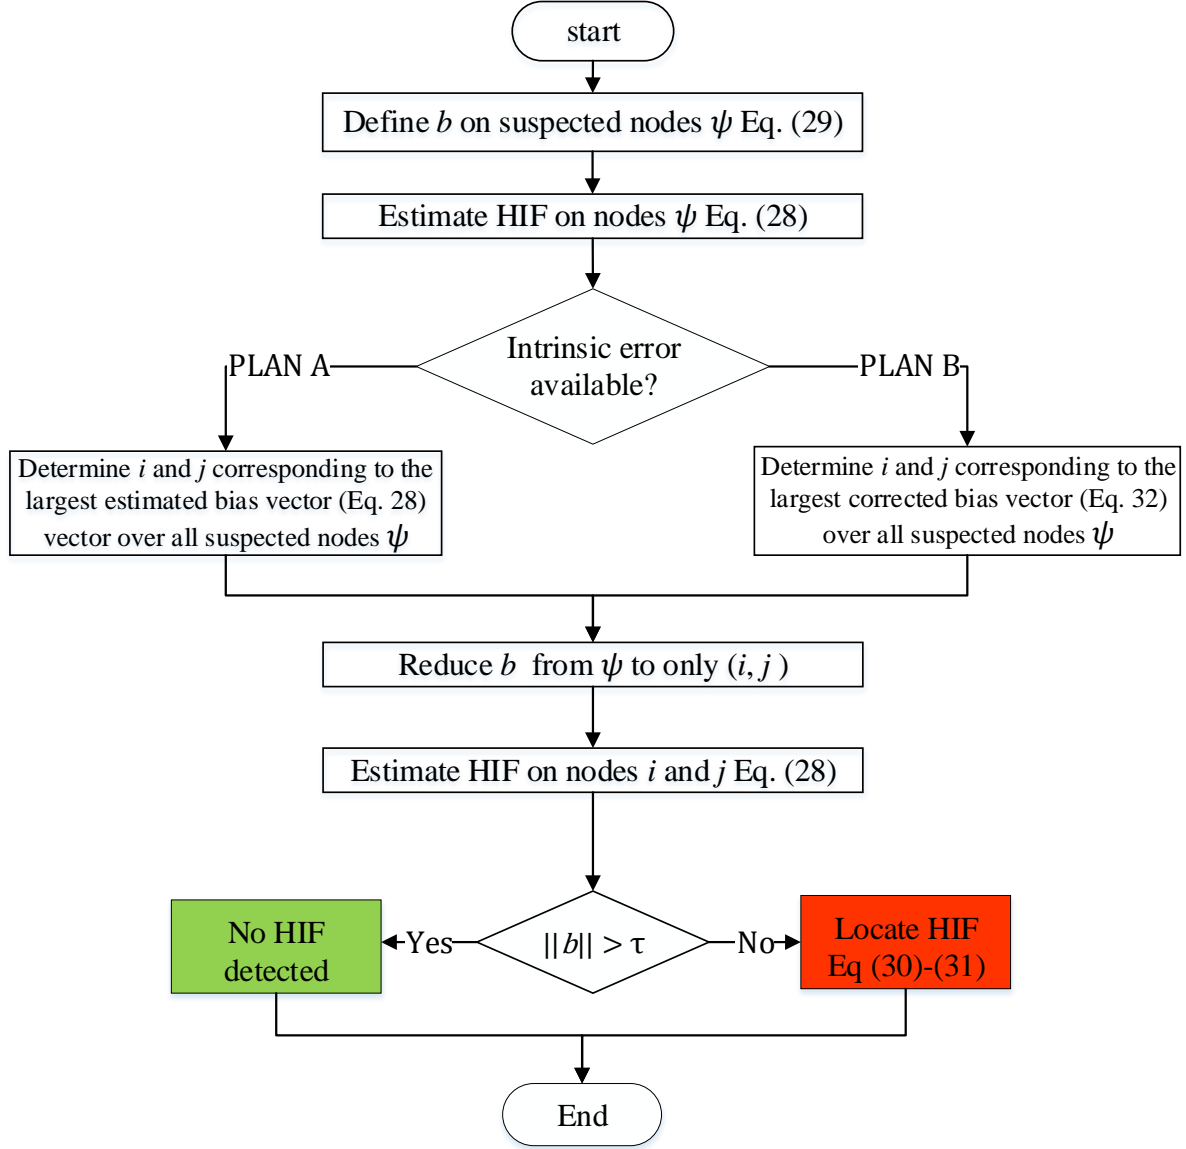 start
Define b on suspected nodes ψ Eq. (29)
Estimate HIF on nodes ψ Eq. (28)
Intrinsic error
available?
PLAN A
PLAN B
Determine i and j corresponding to the
largest estimated bias vector (Eq. 28)
vector over all suspected nodes ψ
Determine i and j corresponding to the
largest corrected bias vector (Eq. 32)
over all suspected nodes ψ
Reduce b from ψ to only (i, j )
Estimate HIF on nodes i and j Eq. (28)
||b|| > τ
Yes
No
No HIF
detected
Locate HIF
Eq (30)-(31)
End